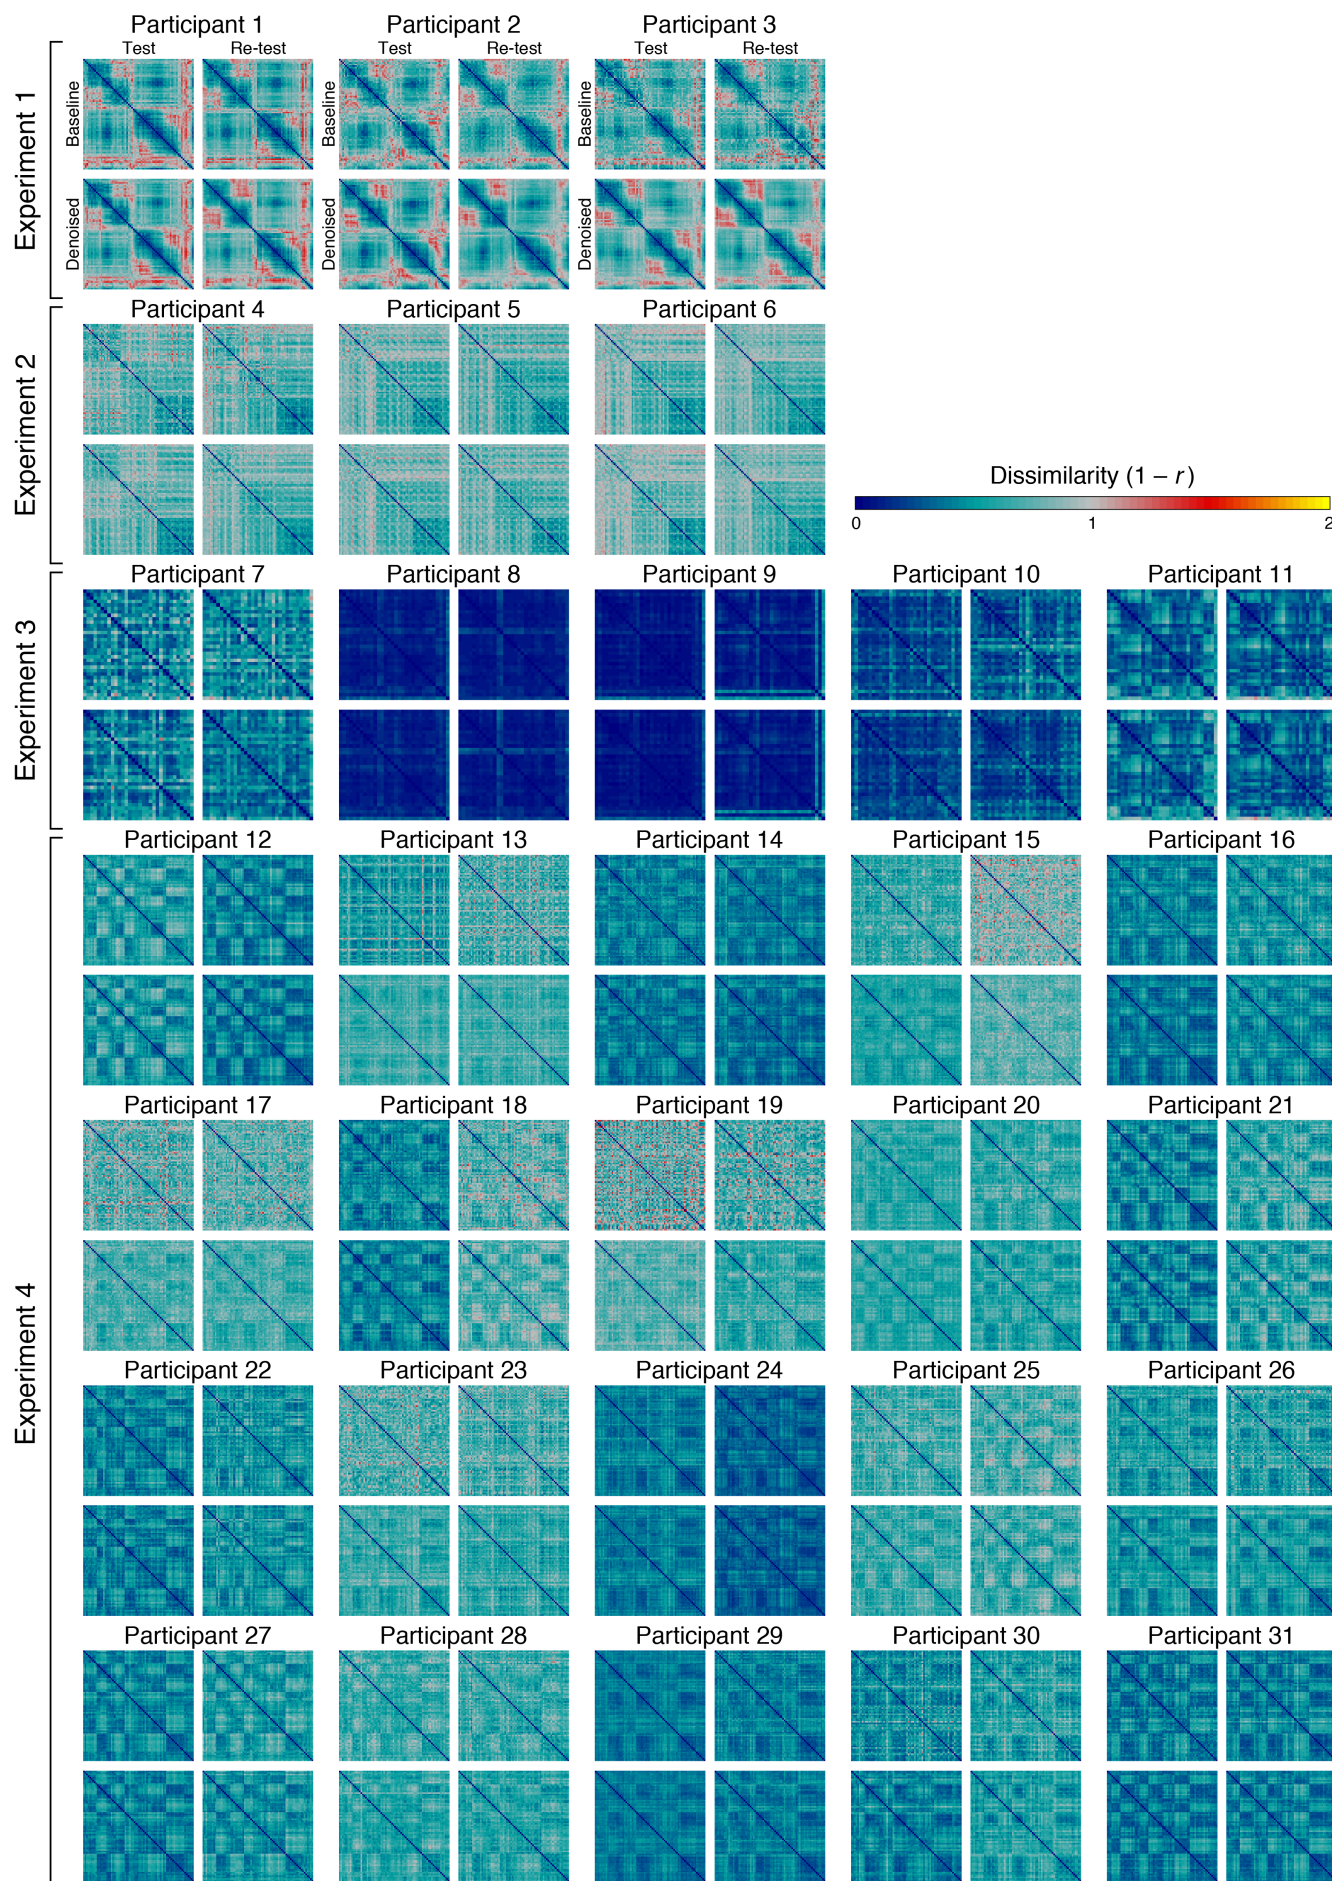 Participant 1 Participant 2 Participant 3
Test Re-test Test Re-test Test Re-test
Experiment 1
Baseline Baseline Baseline
Denoised Denoised Denoised
Participant 4 Participant 5 Participant 6
Experiment 2
Dissimilarity (1 − r)
0 1 2
Participant 7 Participant 8 Participant 9 Participant 10 Participant 11
Experiment 3
Participant 12 Participant 13 Participant 14 Participant 15 Participant 16
Participant 17 Participant 18 Participant 19 Participant 20 Participant 21
Experiment 4
Participant 22 Participant 23 Participant 24 Participant 25 Participant 26
Participant 27 Participant 28 Participant 29 Participant 30 Participant 31